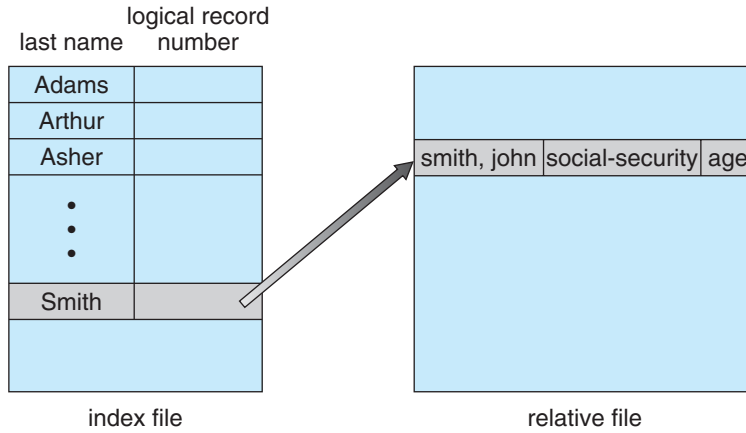 logical record
last name number
Adams
Arthur
Asher
Smith
index file
smith, john social-security age
relative file